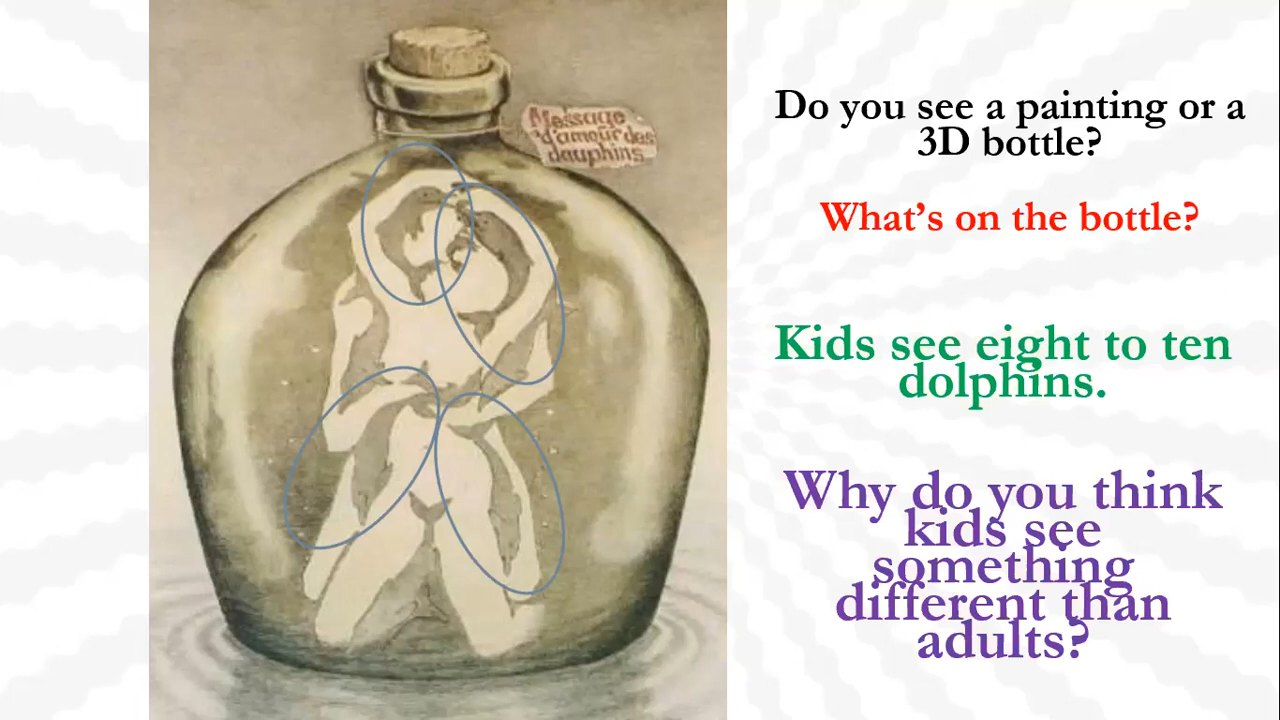 Message
d'amour des
dauphins
Do you see a painting or a
3D bottle?
What's on the bottle?
Kids see eight to ten
dolphins.
Why do you think
kids see
something
different than
adults?